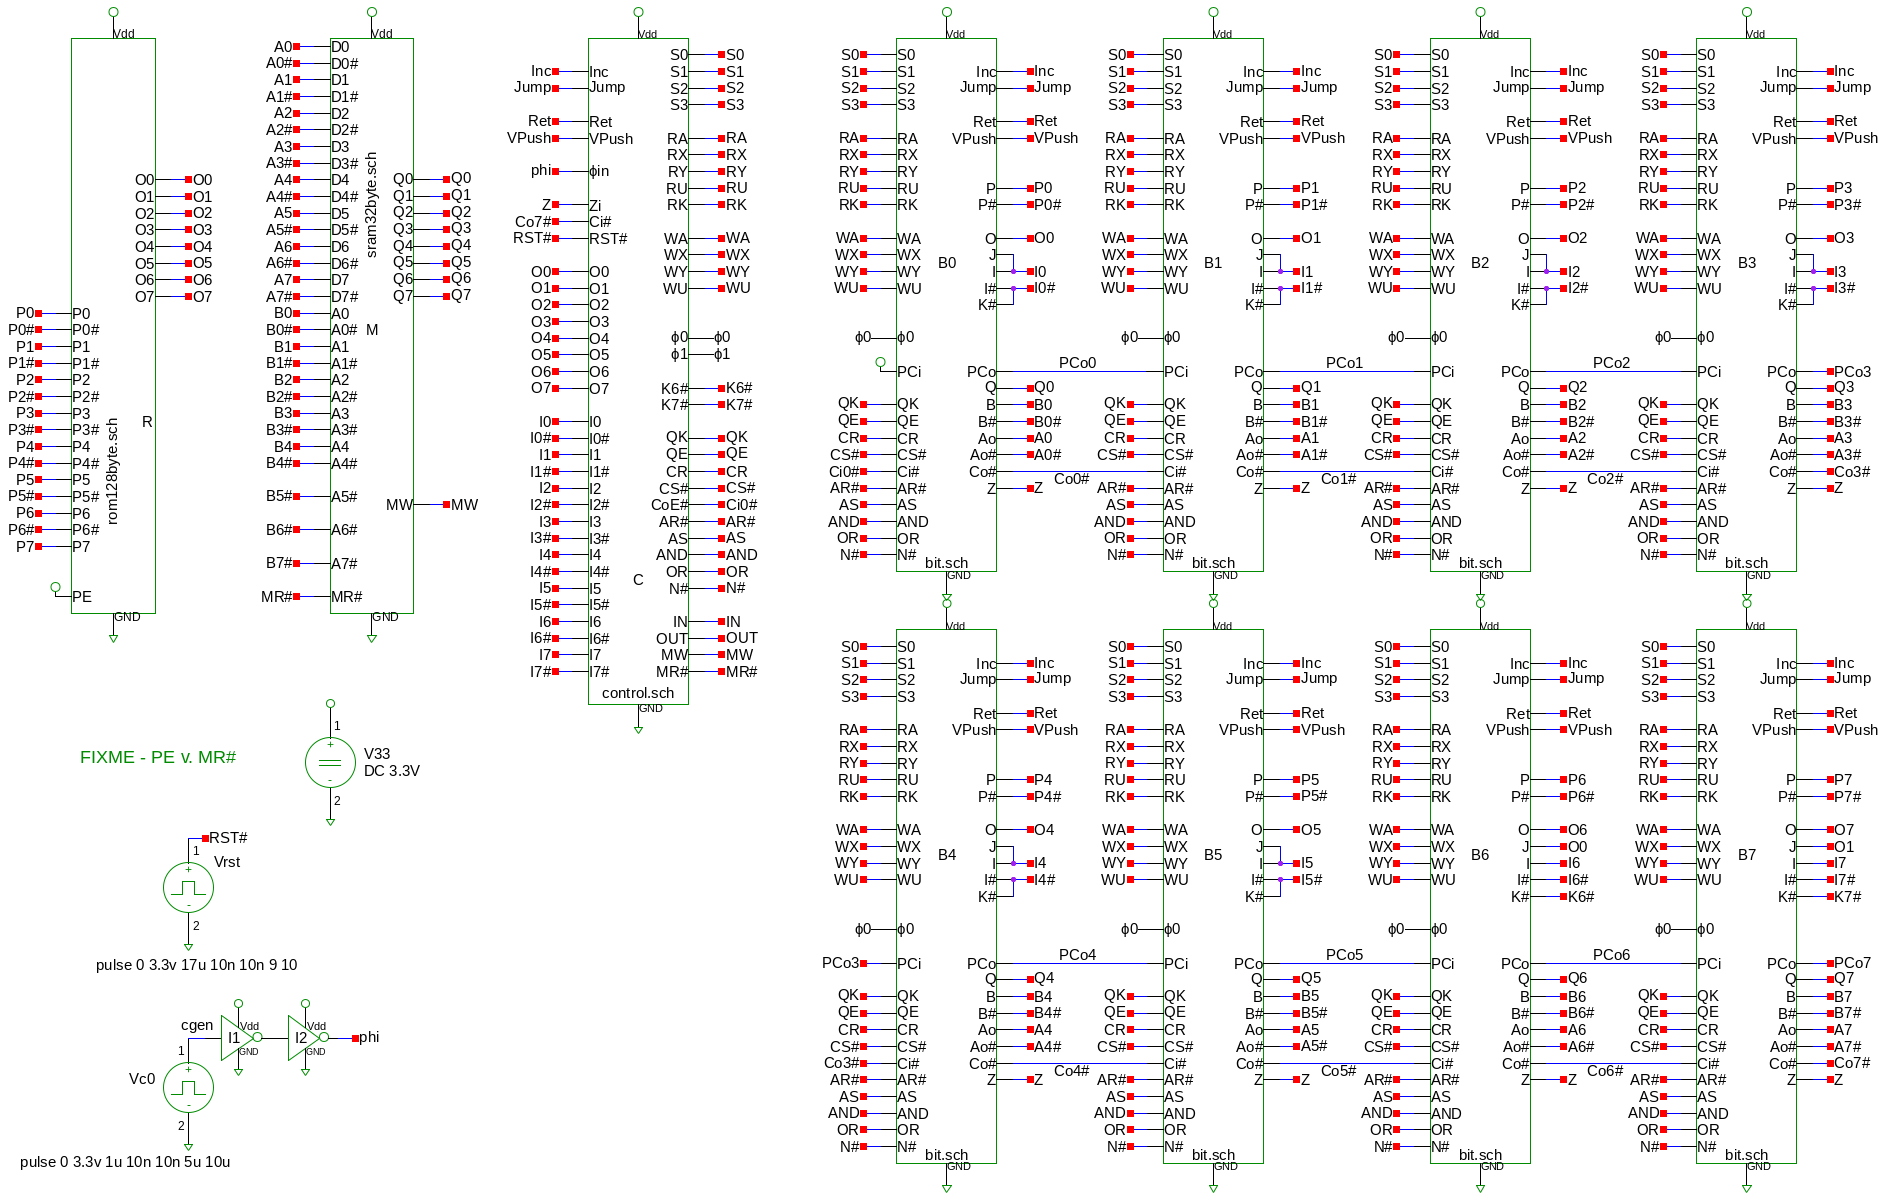 Vdd
O0 O0
O1 O1
O2 O2
O3 O3
O4 O4
O5 O5
O6 O6
O7 O7
P0 P0
P0# P0#
P1 P1
P1# P1#
P2 P2
P2# P2#
P3 P3
P3# P3#
P4 P4
P4# P4#
P5 P5
P5# P5#
P6 P6
P6# P6#
P7 P7
PE
R
rom128byte.sch
GND
Vdd
A0 D0
A0# D0#
A1 D1
A1# D1#
A2 D2
A2# D2#
A3 D3
A3# D3#
A4 D4
A4# D4#
A5 D5
A5# D5#
A6 D6
A6# D6#
A7 D7
A7# D7#
B0 A0
B0# A0#
B1 A1
B1# A1#
B2 A2
B2# A2#
B3 A3
B3# A3#
B4 A4
B4# A4#
B5# A5#
B6# A6#
B7# A7#
MR# MR#
sram32byte.sch
M
Q0 Q0
Q1 Q1
Q2 Q2
Q3 Q3
Q4 Q4
Q5 Q5
Q6 Q6
Q7 Q7
MW MW
GND
Vdd
Inc Inc
Jump Jump
Ret Ret
VPush VPush
phi ϕin
Z Zi
Co7# Ci#
RST# RST#
O0 O0
O1 O1
O2 O2
O3 O3
O4 O4
O5 O5
O6 O6
O7 O7
I0 I0
I0# I0#
I1 I1
I1# I1#
I2 I2
I2# I2#
I3 I3
I3# I3#
I4 I4
I4# I4#
I5 I5
I5# I5#
I6 I6
I6# I6#
I7 I7
I7# I7#
S0 S0
S1 S1
S2 S2
S3 S3
RA RA
RX RX
RY RY
RU RU
RK RK
WA WA
WX WX
WY WY
WU WU
ϕ0 ϕ0
ϕ1 ϕ1
K6# K6#
K7# K7#
QK QK
QE QE
CR CR
CS# CS#
CoE# Ci0#
AR# AR#
AS AS
AND AND
OR OR
N# N#
C
IN IN
OUT OUT
MW MW
MR# MR#
control.sch
GND
Vdd
S0 S0
S1 S1 Inc Inc
S2 S2 Jump Jump
S3 S3
Ret Ret
RA RA VPush VPush
RX RX
RY RY
RU RU P P0
RK RK P# P0#
WA WA O O0
WX WX J
B0
WY WY I I0
WU WU I# I0#
K#
ϕ0 ϕ0
PCi PCo PCo0
Q Q0
QK QK B B0
QE QE B# B0#
CR CR Ao A0
CS# CS# Ao# A0#
Ci0# Ci# Co# Co0#
AR# AR# Z Z
AS AS
AND AND
OR OR
N# N#
bit.sch
GND
Vdd
S0 S0
S1 S1 Inc Inc
S2 S2 Jump Jump
S3 S3
Ret Ret
RA RA VPush VPush
RX RX
RY RY
RU RU P P1
RK RK P# P1#
WA WA O O1
WX WX J
B1
WY WY I I1
WU WU I# I1#
K#
ϕ0 ϕ0
PCi PCo PCo1
Q Q1
QK QK B B1
QE QE B# B1#
CR CR Ao A1
CS# CS# Ao# A1#
Ci# Co# Co1#
AR# AR# Z Z
AS AS
AND AND
OR OR
N# N#
bit.sch
GND
Vdd
S0 S0
S1 S1 Inc Inc
S2 S2 Jump Jump
S3 S3
Ret Ret
RA RA VPush VPush
RX RX
RY RY
RU RU P P2
RK RK P# P2#
WA WA O O2
WX WX J
B2
WY WY I I2
WU WU I# I2#
K#
ϕ0 ϕ0
PCi PCo PCo2
Q Q2
QK QK B B2
QE QE B# B2#
CR CR Ao A2
CS# CS# Ao# A2#
Ci# Co# Co2#
AR# AR# Z Z
AS AS
AND AND
OR OR
N# N#
bit.sch
GND
Vdd
S0 S0
S1 S1 Inc Inc
S2 S2 Jump Jump
S3 S3
Ret Ret
RA RA VPush VPush
RX RX
RY RY
RU RU P P3
RK RK P# P3#
WA WA O O3
WX WX J
B3
WY WY I I3
WU WU I# I3#
K#
ϕ0 ϕ0
PCi PCo PCo3
Q Q3
QK QK B B3
QE QE B# B3#
CR CR Ao A3
CS# CS# Ao# A3#
Ci# Co# Co3#
AR# AR# Z Z
AS AS
AND AND
OR OR
N# N#
bit.sch
GND
Vdd
S0 S0
S1 S1 Inc Inc
S2 S2 Jump Jump
S3 S3
Ret Ret
RA RA VPush VPush
RX RX
RY RY
RU RU P P4
RK RK P# P4#
WA WA O O4
WX WX J
B4
WY WY I I4
WU WU I# I4#
K#
ϕ0 ϕ0
PCo3 PCi PCo PCo4
Q Q4
QK QK B B4
QE QE B# B4#
CR CR Ao A4
CS# CS# Ao# A4#
Co3# Ci# Co# Co4#
AR# AR# Z Z
AS AS
AND AND
OR OR
N# N#
bit.sch
GND
Vdd
S0 S0
S1 S1 Inc Inc
S2 S2 Jump Jump
S3 S3
Ret Ret
RA RA VPush VPush
RX RX
RY RY
RU RU P P5
RK RK P# P5#
WA WA O O5
WX WX J
B5
WY WY I I5
WU WU I# I5#
K#
ϕ0 ϕ0
PCi PCo PCo5
Q Q5
QK QK B B5
QE QE B# B5#
CR CR Ao A5
CS# CS# Ao# A5#
Ci# Co# Co5#
AR# AR# Z Z
AS AS
AND AND
OR OR
N# N#
bit.sch
GND
Vdd
S0 S0
S1 S1 Inc Inc
S2 S2 Jump Jump
S3 S3
Ret Ret
RA RA VPush VPush
RX RX
RY RY
RU RU P P6
RK RK P# P6#
WA WA O O6
WX WX J O0
B6
WY WY I I6
WU WU I# I6#
K# K6#
ϕ0 ϕ0
PCi PCo PCo6
Q Q6
QK QK B B6
QE QE B# B6#
CR CR Ao A6
CS# CS# Ao# A6#
Ci# Co# Co6#
AR# AR# Z Z
AS AS
AND AND
OR OR
N# N#
bit.sch
GND
Vdd
S0 S0
S1 S1 Inc Inc
S2 S2 Jump Jump
S3 S3
Ret Ret
RA RA VPush VPush
RX RX
RY RY
RU RU P P7
RK RK P# P7#
WA WA O O7
WX WX J O1
B7
WY WY I I7
WU WU I# I7#
K# K7#
ϕ0 ϕ0
PCi PCo PCo7
Q Q7
QK QK B B7
QE QE B# B7#
CR CR Ao A7
CS# CS# Ao# A7#
Ci# Co# Co7#
AR# AR# Z Z
AS AS
AND AND
OR OR
N# N#
bit.sch
GND
FIXME - PE v. MR#
1
+
V33
DC 3.3V
-
2
RST#
1
Vrst
+
-
2
pulse 0 3.3v 17u 10n 10n 9 10
cgen
Vdd
I1
GND
Vdd
I2
GND
phi
1
Vc0
+
-
2
pulse 0 3.3v 1u 10n 10n 5u 10u